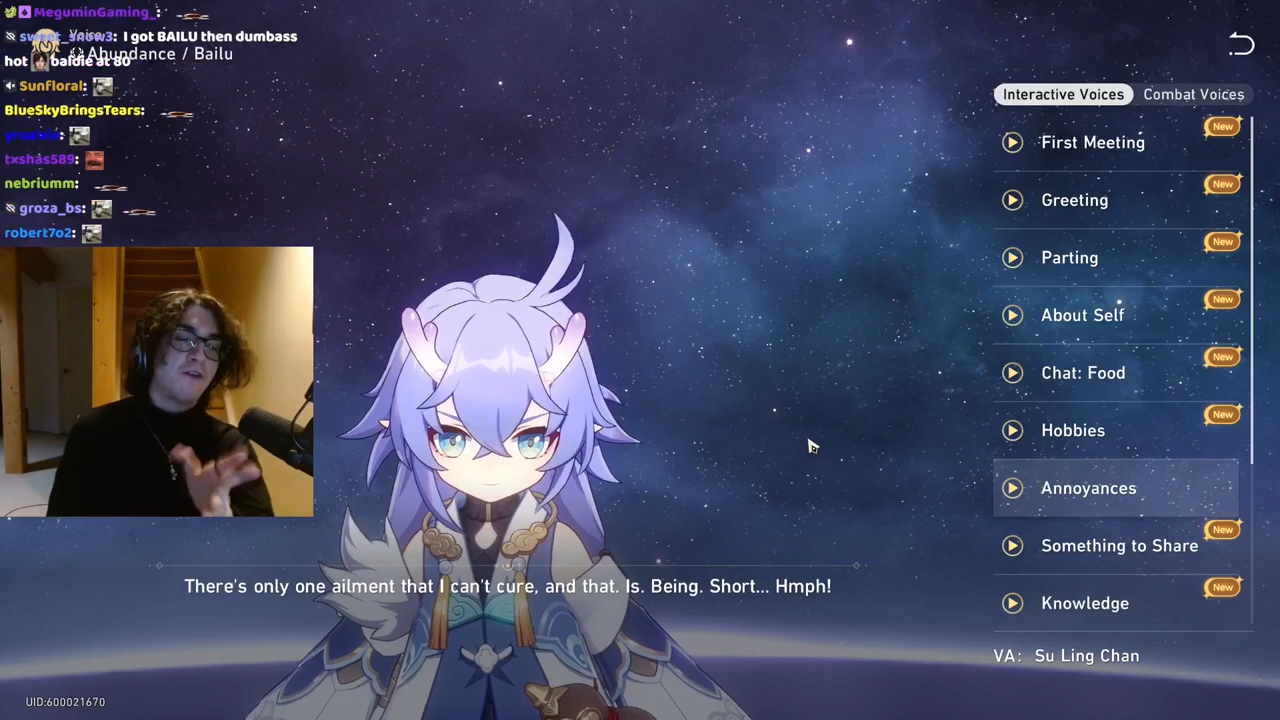 MeguminGaming_:
sweet_snow3: I got BAILU then dumbass
Voice
Abundance / Bailu
hot baldie at 80
Sunfloral:
BlueSkyBringsTears:
txshas589:
nebriumm:
groza_bs:
robert7o2:
Interactive Voices
Combat Voices
First Meeting
New
Greeting
New
Parting
New
About Self
New
Chat: Food
New
Hobbies
New
Annoyances
Something to Share
New
Knowledge
New
VA: Su Ling Chan
There's only one ailment that I can't cure, and that. Is. Being. Short... Hmph!
UID:600021670